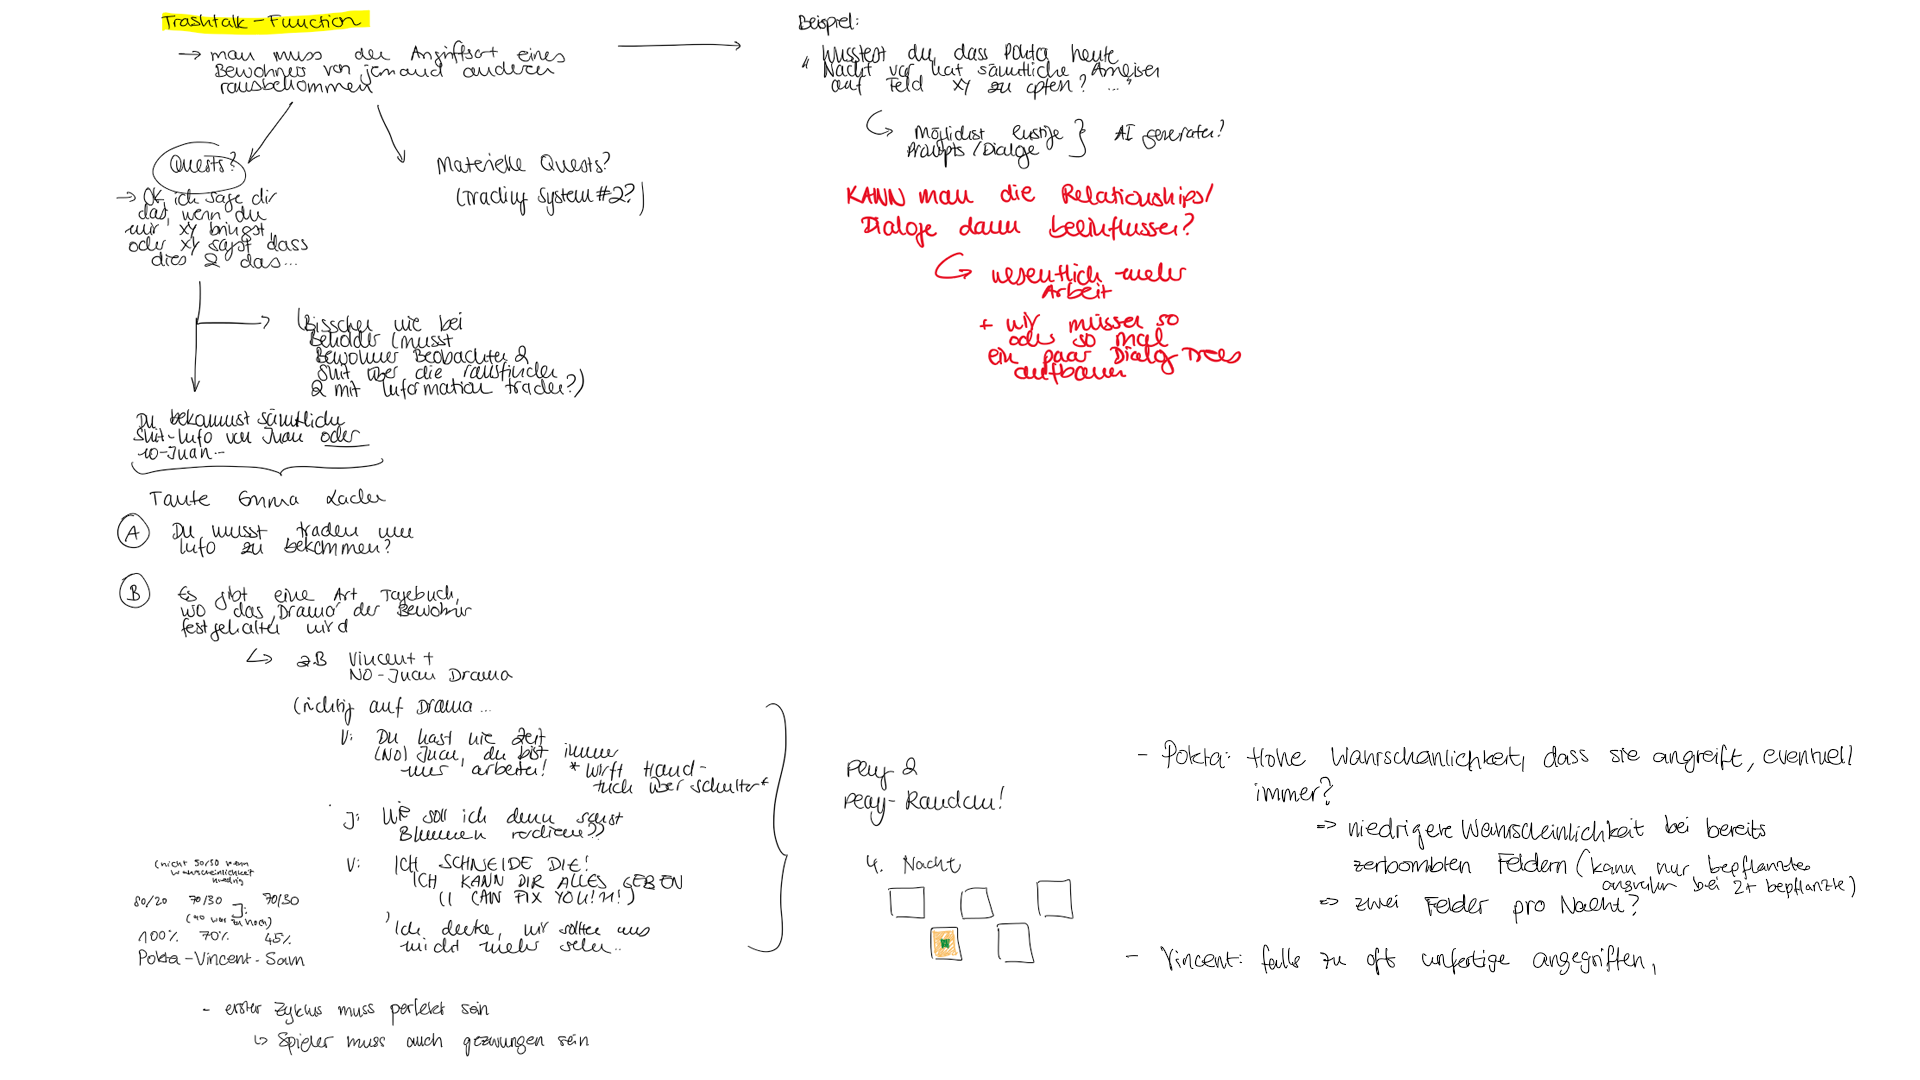 Trashtalk-Function
→ man muss den Angriffsort eines
Bewohners von jemand anderen
rausbekommen
Quests?
→ Ok, ich sage dir
das, wenn du
mir xy bringst,
oder xy sagst dass
dies & das...
Materielle Quests?
(Trading System #2?)
(Bisschen wie bei
Beholder (musst
Bewohner Beobachten &
Shit über die rausfinden
& mit Information traden?)
Du bekommst sämtliche
Shit-Info von Juan oder
no-Juan..
Tante Emma Laden
A Du musst traden um
Info zu bekommen?
B Es gibt eine Art Tagebuch,
wo das Drama der Bewohner
festgehalten wird
zB Vincent +
NO-Juan Drama
(richtig auf Drama...
V: Du hast nie Zeit
(NO) Juan, du bist immer
nur arbeiten! *wirft Hand-
tuch über Schulter*
J: Wie soll ich denn sonst
Blumen verdienen??
V: ICH SCHNEIDE DIE!
ICH KANN DIR ALLES GEBEN
(I CAN FIX YOU!!!)
J: Ich denke, wir sollten uns
nicht mehr sehn..
(nicht 50/50 wenn
Wahrscheinlichkeit
niedrig
80/20 70/30 70/30
(40 war zu hoch)
100% 70% 45%
Pokta - Vincent - Sam
- erster Zyklus muss perfekt sein
↳ Spieler muss auch gezwungen sein
Beispiel:
"Wusstest du, dass Pokta heute
Nacht vor hat sämtliche Ameisen
auf Feld xy zu opfern? ..."
Möglichst lustige
Prompts/Dialoge
AI generaten?
KANN man die Relationships/
Dialoge dann beeinflussen?
wesentlich mehr
Arbeit
+ wir müssen so
oder so mal
ein paar Dialog Trees
aufbauen
Play-Random!
4. Nacht
- Pokta: Hohe Wahrschanlichkeit, dass sie angreift, eventuell
immer?
=> niedrigere Wahrscheinlichkeit bei bereits
zerbombten Feldern (kann nur bepflanzte
auswählen bei 2+ bepflanzte)
=> zwei Felder pro Nacht?
- Vincent: falls zu oft unfertige angegriffen,